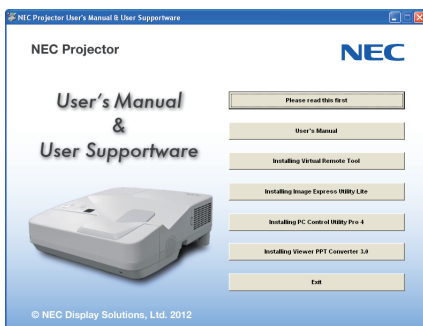 NEC Projector User's Manual & User Supportware
NEC Projector
NEC
User's Manual
&
User Supportware
Please read this first
User's Manual
Installing Virtual Remote Tool
Installing Image Express Utility Lite
Installing PC Control Utility Pro 4
Installing Viewer PPT Converter 3.0
Exit
© NEC Display Solutions, Ltd. 2012